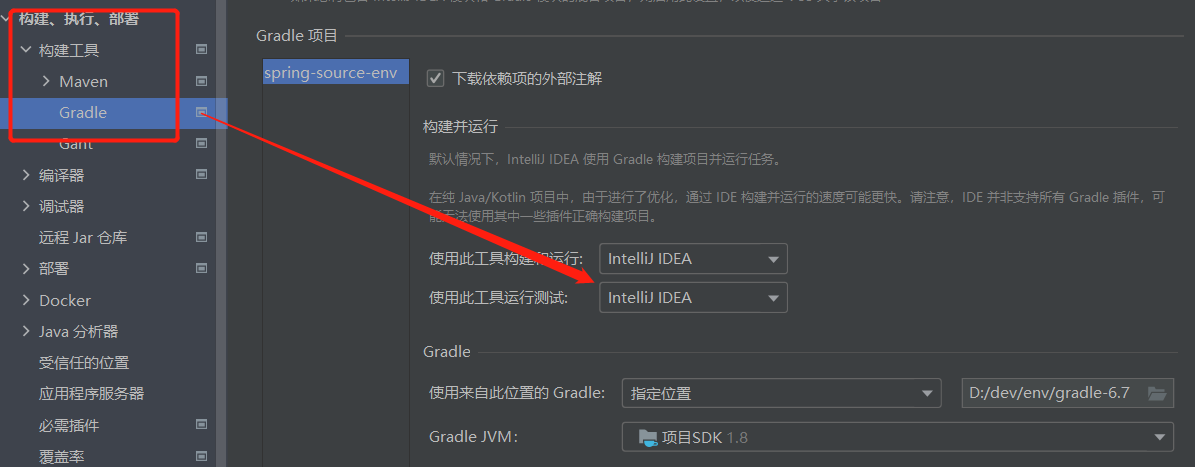 构建、执行、部署
构建工具
Maven
Gradle
Gant
编译器
调试器
远程 Jar 仓库
部署
Docker
Java 分析器
受信任的位置
应用程序服务器
必需插件
覆盖率
Gradle 项目
spring-source-env
下载依赖项的外部注解
构建并运行
默认情况下，IntelliJ IDEA 使用 Gradle 构建项目并运行任务。
在纯 Java/Kotlin 项目中，由于进行了优化，通过 IDE 构建并运行的速度可能更快。请注意，IDE 并非支持所有 Gradle 插件，可
能无法使用其中一些插件正确构建项目。
使用此工具构建和运行: IntelliJ IDEA
使用此工具运行测试: IntelliJ IDEA
Gradle
使用来自此位置的 Gradle: 指定位置 D:/dev/env/gradle-6.7
Gradle JVM: 项目SDK 1.8